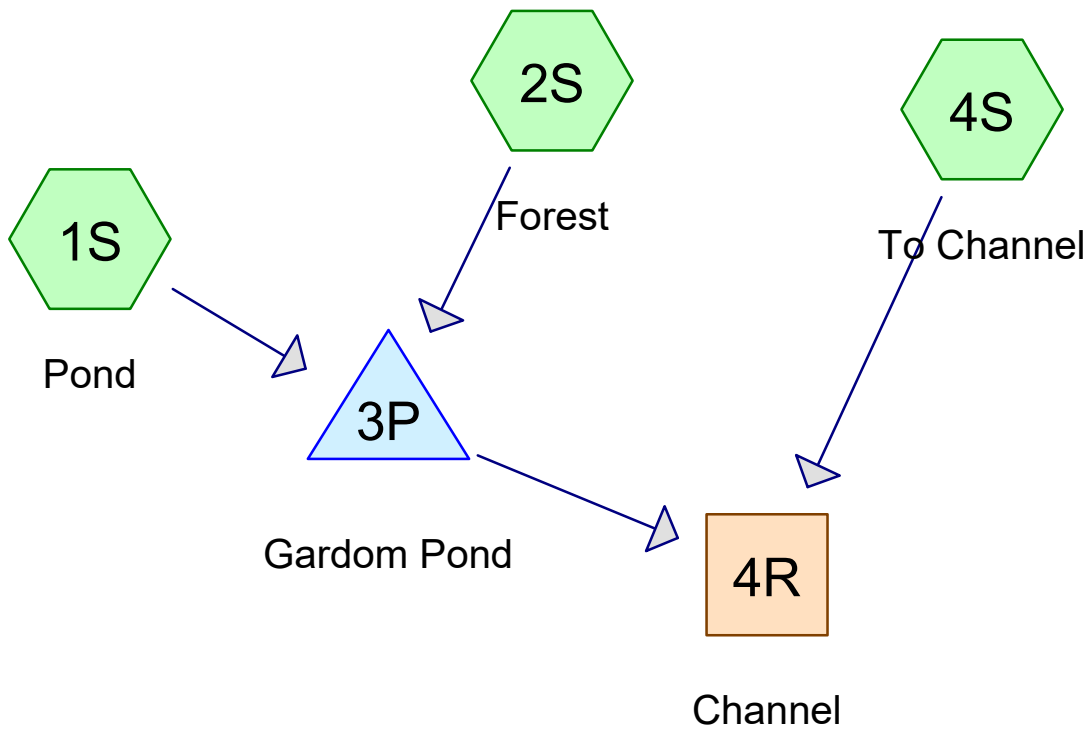 2S
4S
Forest
1S
To Channel
Pond
3P
Gardom Pond
4R
Channel